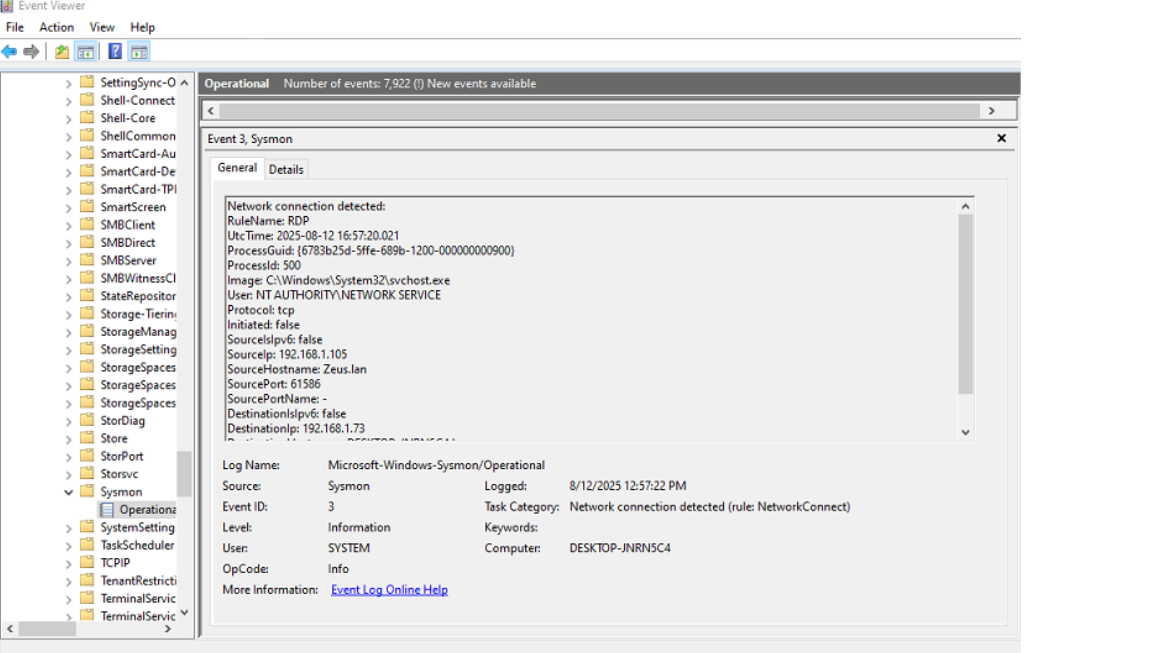 Event Viewer
File Action View Help
SettingSync-O
Shell-Connect
Shell-Core
ShellCommon
SmartCard-Au
SmartCard-De
SmartCard-TPI
SmartScreen
SMBClient
SMBDirect
SMBServer
SMBWitnessCl
StateRepositor
Storage-Tiering
StorageManag
StorageSetting
StorageSpaces
StorageSpaces
StorageSpaces
StorDiag
Store
StorPort
Storsvc
Sysmon
Operationa
SystemSetting
TaskScheduler
TCPIP
TenantRestricti
TerminalServic
TerminalServic
Operational Number of events: 7,922 (!) New events available
Event 3, Sysmon
General Details
Network connection detected:
RuleName: RDP
UtcTime: 2025-08-12 16:57:20.021
ProcessGuid: {6783b25d-5ffe-689b-1200-000000000900}
ProcessId: 500
Image: C:\Windows\System32\svchost.exe
User: NT AUTHORITY\NETWORK SERVICE
Protocol: tcp
Initiated: false
SourceIsIpv6: false
SourceIp: 192.168.1.105
SourceHostname: Zeus.lan
SourcePort: 61586
SourcePortName: -
DestinationIsIpv6: false
DestinationIp: 192.168.1.73
Log Name: Microsoft-Windows-Sysmon/Operational
Source: Sysmon Logged: 8/12/2025 12:57:22 PM
Event ID: 3 Task Category: Network connection detected (rule: NetworkConnect)
Level: Information Keywords:
User: SYSTEM Computer: DESKTOP-JNRN5C4
OpCode: Info
More Information: Event Log Online Help